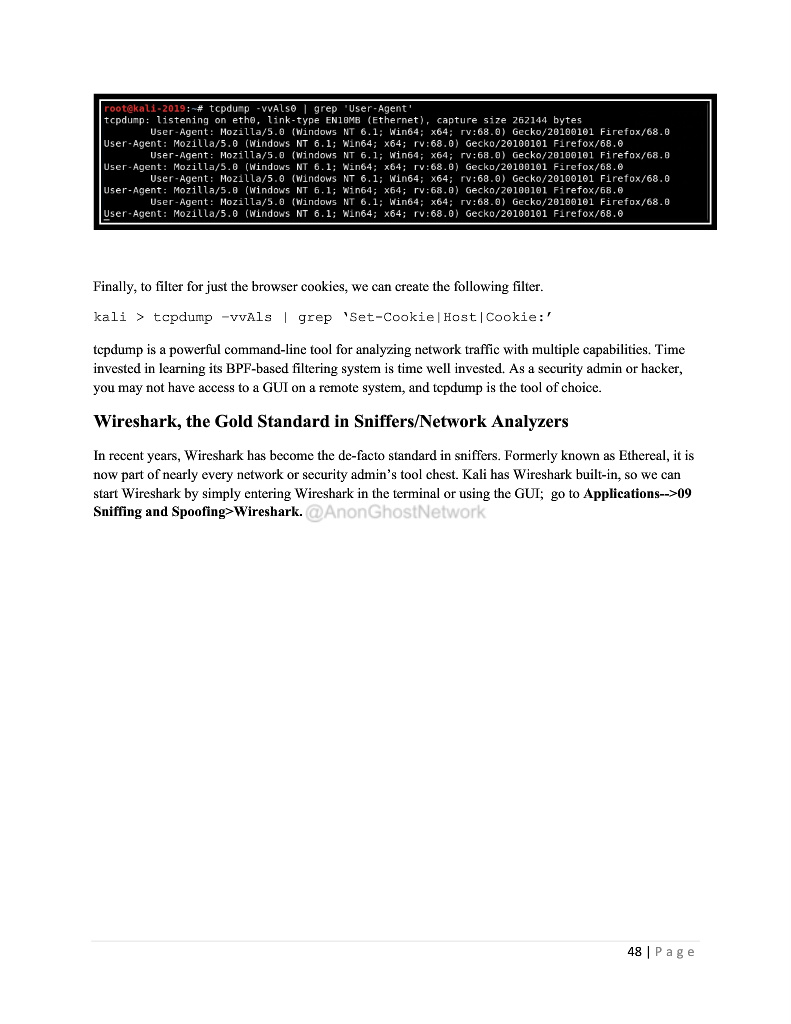 root@kali-2019:~# tcpdump -vvAls0 | grep 'User-Agent'
tcpdump: listening on eth0, link-type EN10MB (Ethernet), capture size 262144 bytes
User-Agent: Mozilla/5.0 (Windows NT 6.1; Win64; x64; rv:68.0) Gecko/20100101 Firefox/68.0
User-Agent: Mozilla/5.0 (Windows NT 6.1; Win64; x64; rv:68.0) Gecko/20100101 Firefox/68.0
User-Agent: Mozilla/5.0 (Windows NT 6.1; Win64; x64; rv:68.0) Gecko/20100101 Firefox/68.0
User-Agent: Mozilla/5.0 (Windows NT 6.1; Win64; x64; rv:68.0) Gecko/20100101 Firefox/68.0
User-Agent: Mozilla/5.0 (Windows NT 6.1; Win64; x64; rv:68.0) Gecko/20100101 Firefox/68.0
User-Agent: Mozilla/5.0 (Windows NT 6.1; Win64; x64; rv:68.0) Gecko/20100101 Firefox/68.0
User-Agent: Mozilla/5.0 (Windows NT 6.1; Win64; x64; rv:68.0) Gecko/20100101 Firefox/68.0
User-Agent: Mozilla/5.0 (Windows NT 6.1; Win64; x64; rv:68.0) Gecko/20100101 Firefox/68.0
Finally, to filter for just the browser cookies, we can create the following filter.
kali > tcpdump –vvAls | grep ‘Set-Cookie|Host|Cookie:’
tcpdump is a powerful command-line tool for analyzing network traffic with multiple capabilities. Time
invested in learning its BPF-based filtering system is time well invested. As a security admin or hacker,
you may not have access to a GUI on a remote system, and tcpdump is the tool of choice.
Wireshark, the Gold Standard in Sniffers/Network Analyzers
In recent years, Wireshark has become the de-facto standard in sniffers. Formerly known as Ethereal, it is
now part of nearly every network or security admin’s tool chest. Kali has Wireshark built-in, so we can
start Wireshark by simply entering Wireshark in the terminal or using the GUI;  go to Applications-->09
Sniffing and Spoofing>Wireshark. @AnonGhostNetwork
48 | Page